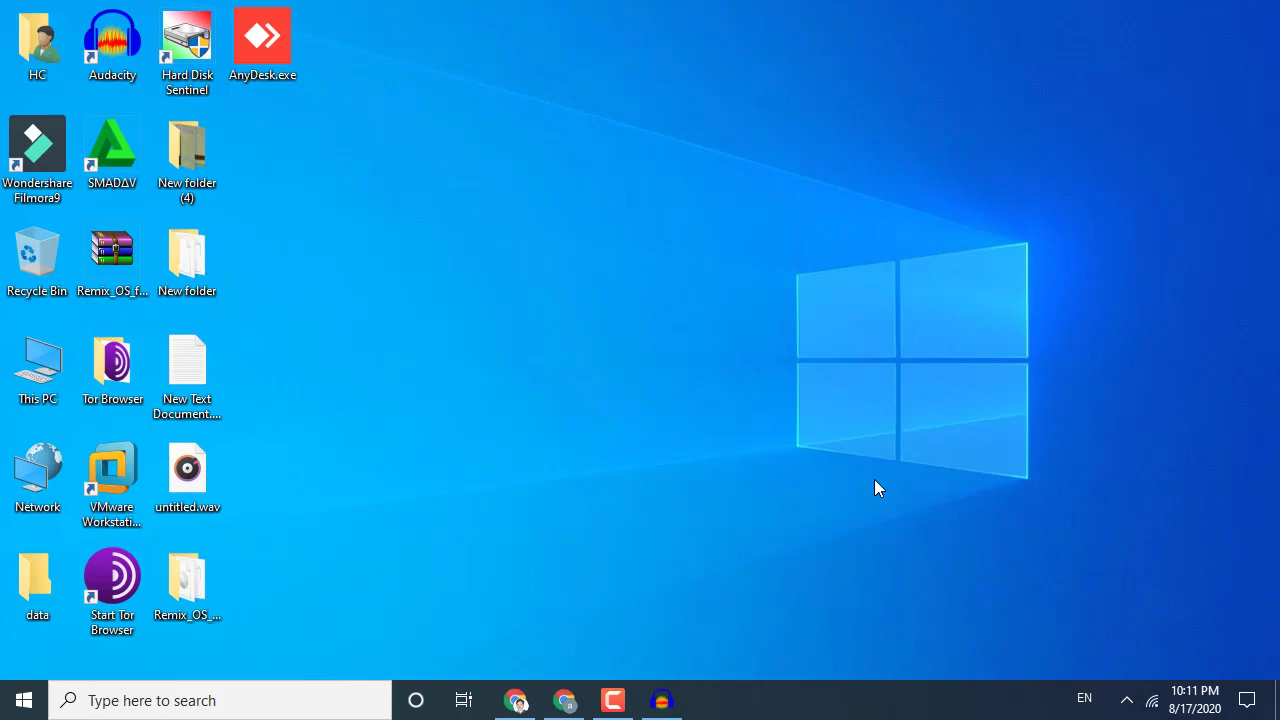 HC
Audacity
Hard Disk
Sentinel
AnyDesk.exe
Wondershare
Filmora9
SMADΔV
New folder
(4)
Recycle Bin
Remix_OS_f...
New folder
This PC
Tor Browser
New Text
Document....
Network
VMware
Workstati...
untitled.wav
data
Start Tor
Browser
Remix_OS_...
Type here to search
EN
10:11 PM
8/17/2020